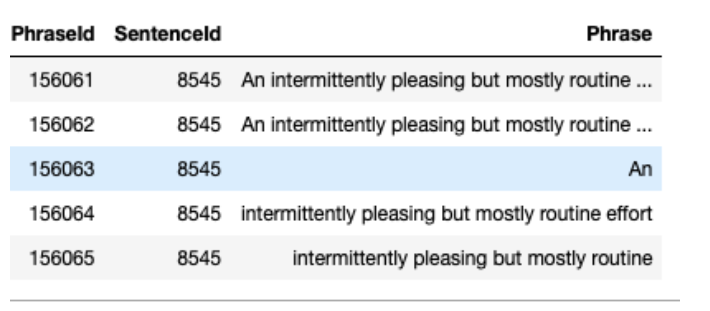 PhraseId SentenceId Phrase
156061 8545 An intermittently pleasing but mostly routine ...
156062 8545 An intermittently pleasing but mostly routine ...
156063 8545 An
156064 8545 intermittently pleasing but mostly routine effort
156065 8545 intermittently pleasing but mostly routine